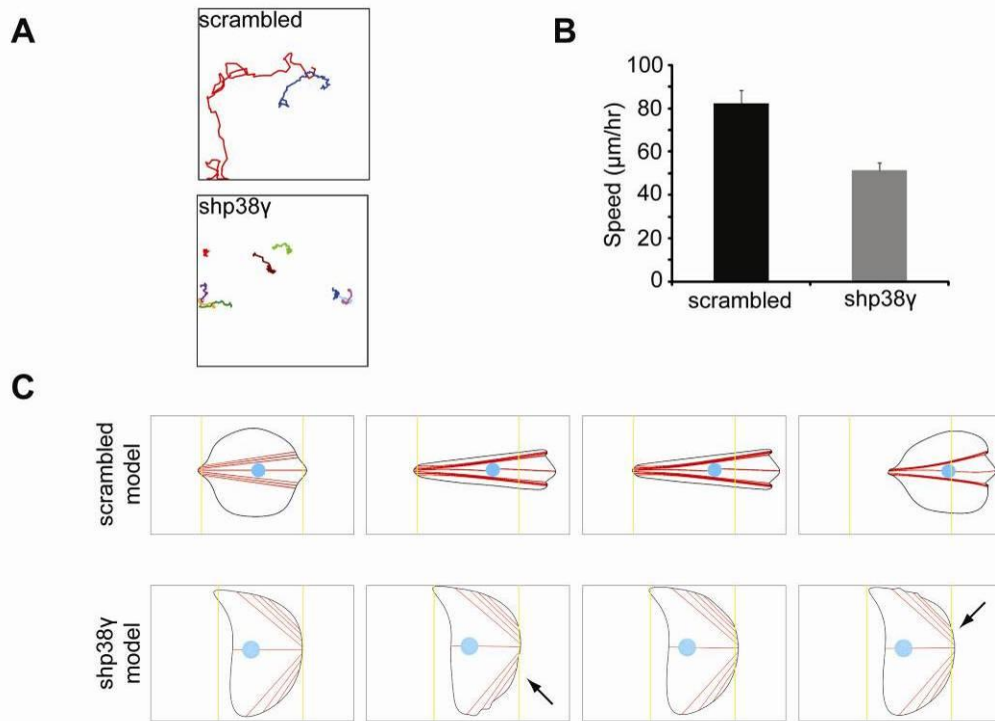 A
scrambled
shp38γ
B
Speed (μm/hr)
100
80
60
40
20
0
scrambled
shp38γ
C
scrambled
model
shp38γ
model